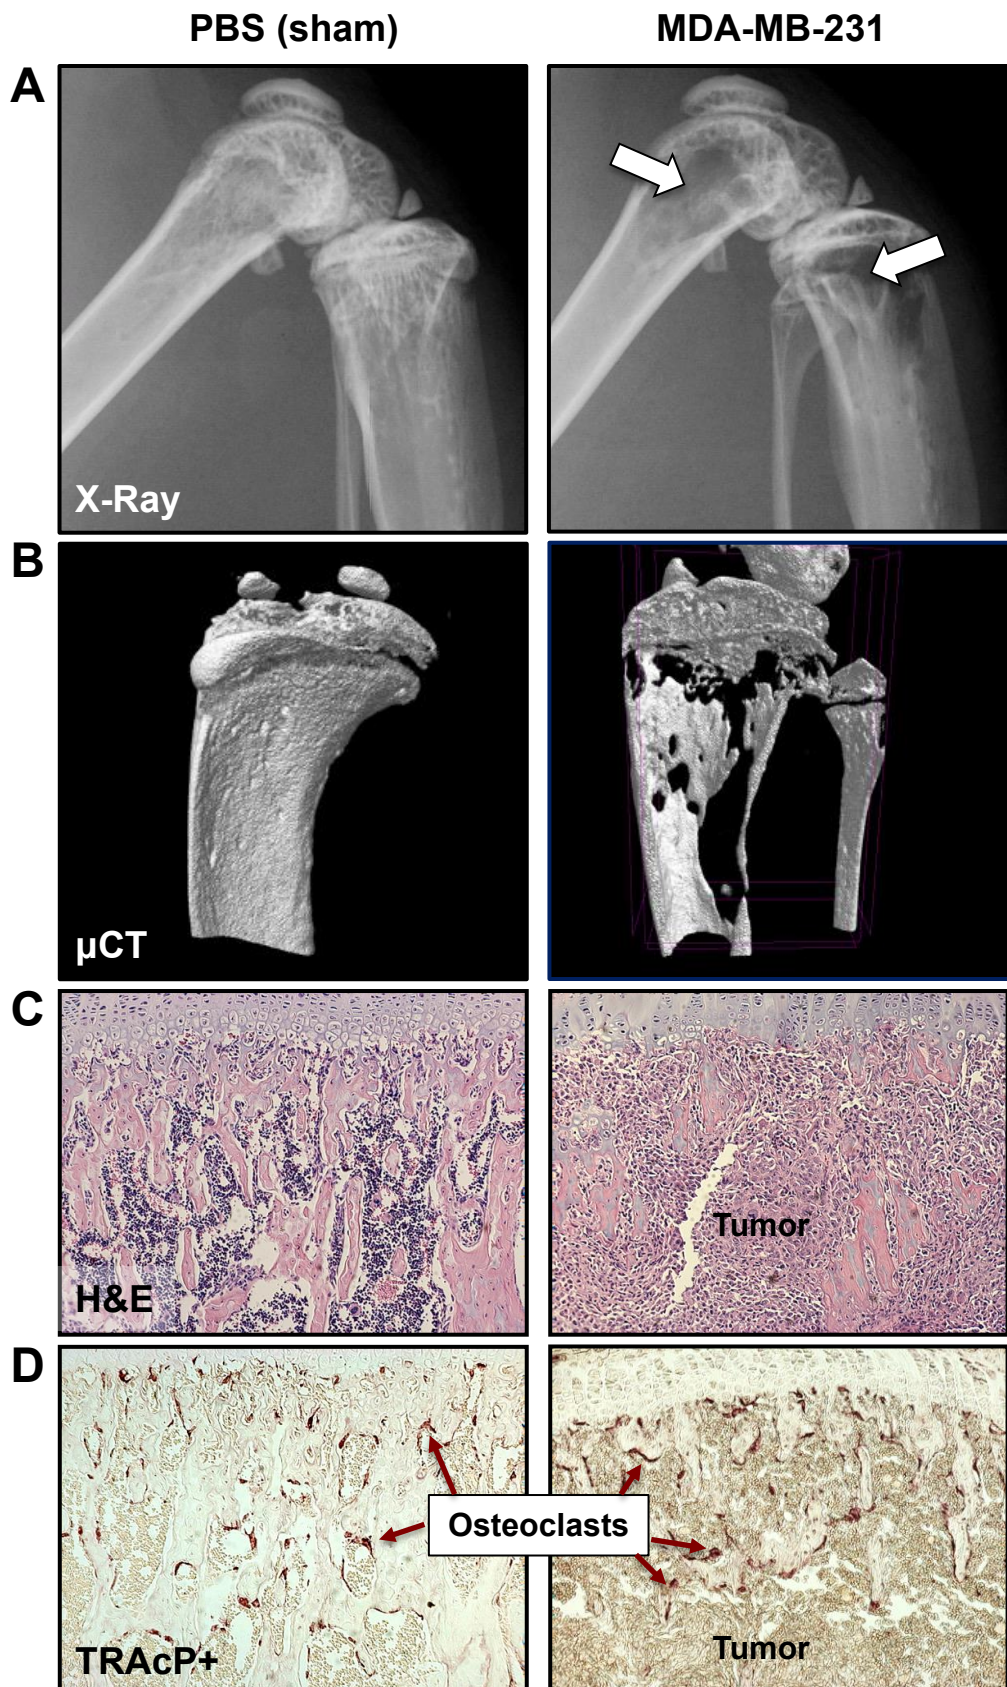 PBS (sham)
MDA-MB-231
A
X-Ray
B
µCT
C
H&E
Tumor
D
Osteoclasts
TRAcP+
Tumor